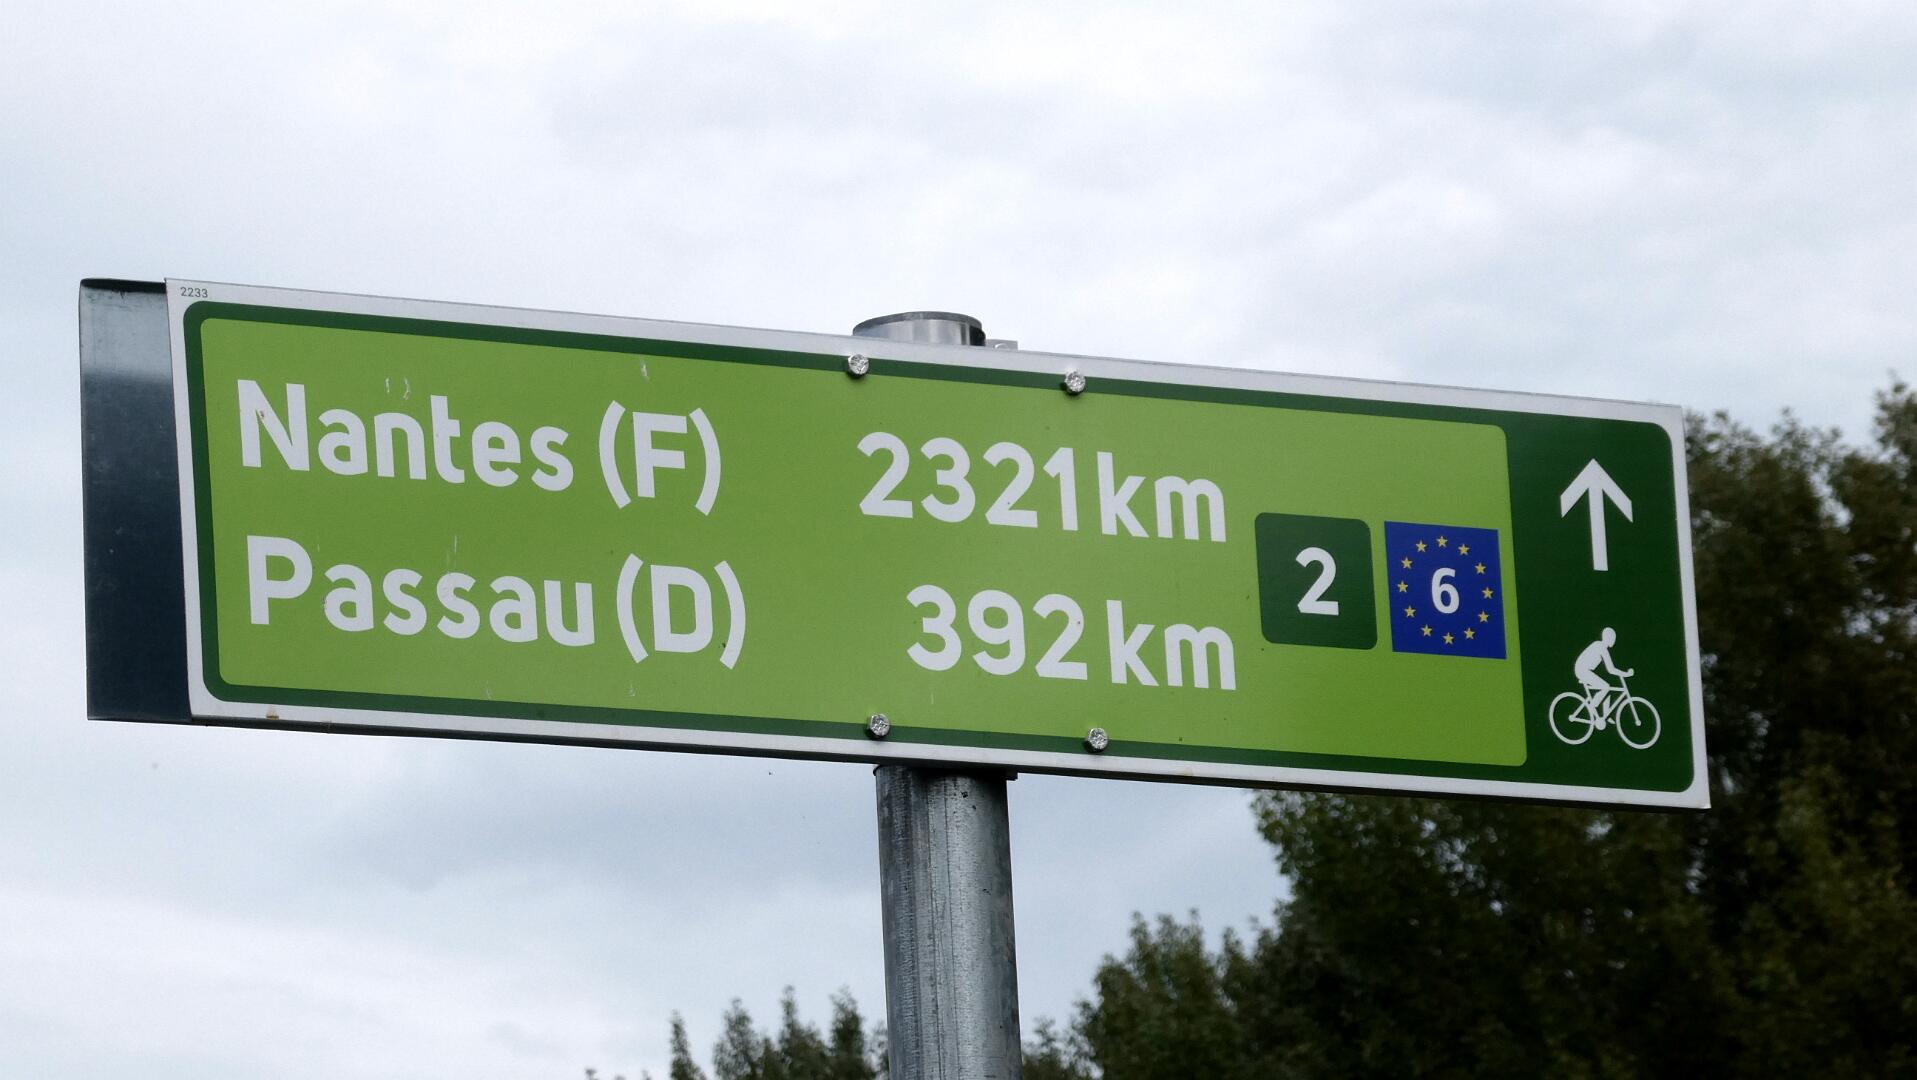 2233
Nantes (F) 2321 km
Passau (D) 392 km
2 6